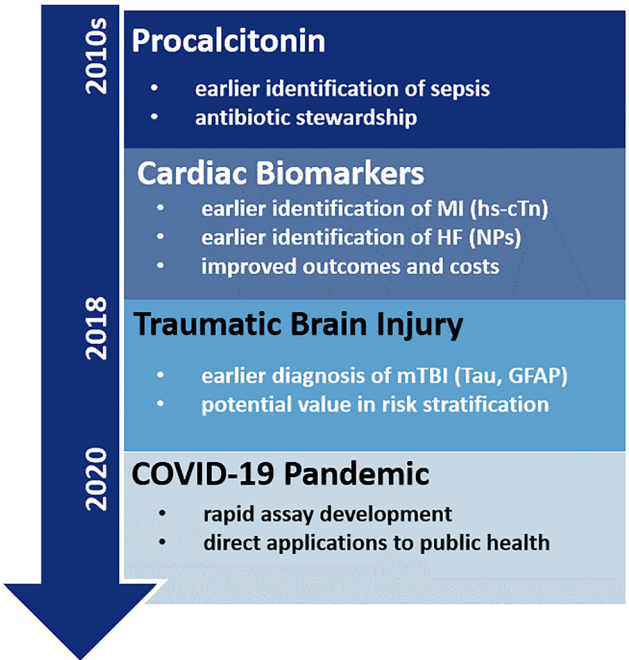 2010s
Procalcitonin
• earlier identification of sepsis
• antibiotic stewardship
Cardiac Biomarkers
• earlier identification of MI (hs-cTn)
• earlier identification of HF (NPs)
• improved outcomes and costs
2018
Traumatic Brain Injury
• earlier diagnosis of mTBI (Tau, GFAP)
• potential value in risk stratification
2020
COVID-19 Pandemic
• rapid assay development
• direct applications to public health